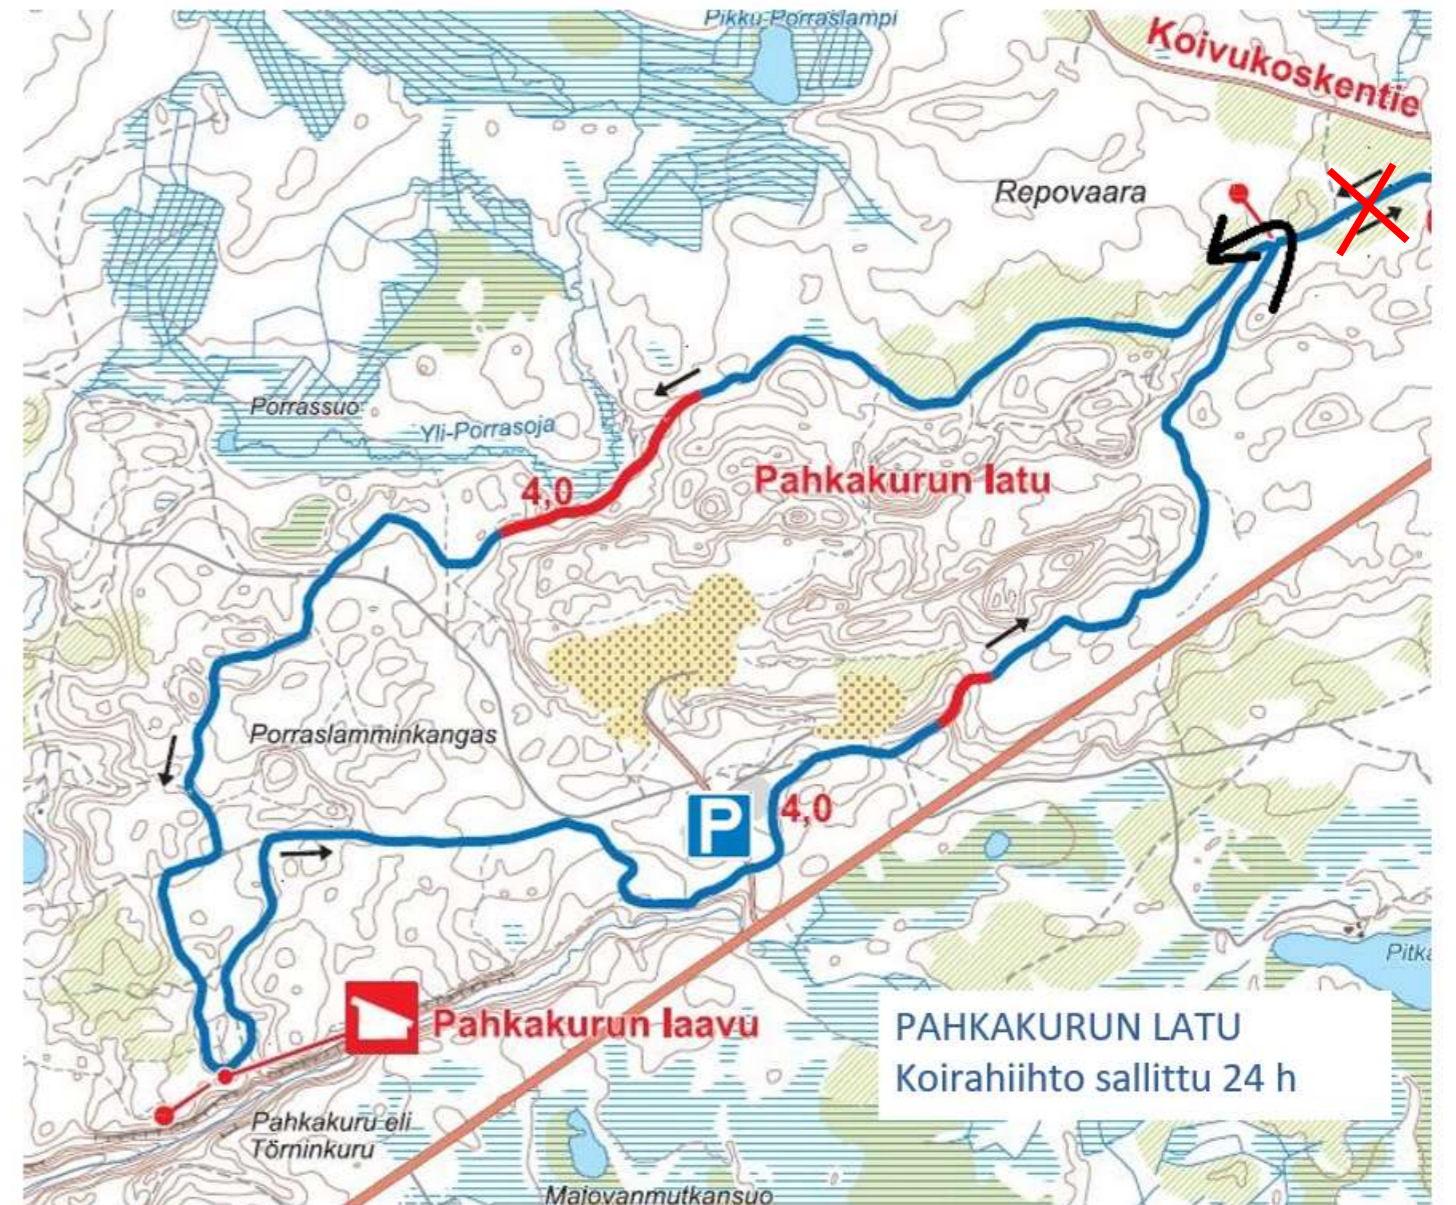 Pikku-Porraslampi
Koivukoskentie
Repovaara
Porrassuo
Yli-Porrasoja
4,0
Pahkakurun latu
Porraslamminkangas
P
4,0
Pahkakurun laavu
PAHKAKURUN LATU
Koirahiihto sallittu 24 h
Pahkakuru eli
Törninkuru
Majovanmutkansuo